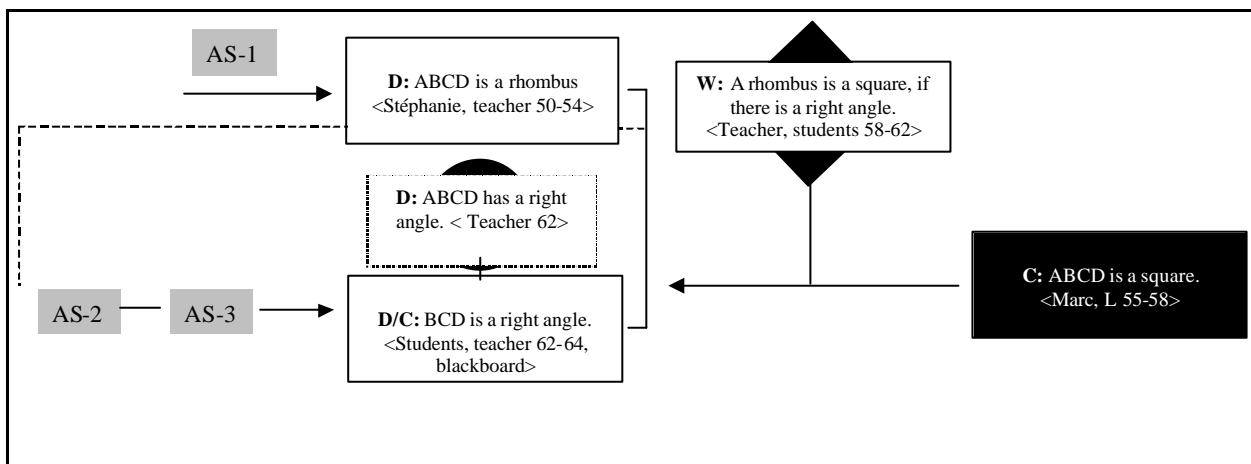 AS-1
D: ABCD is a rhombus
<Stéphanie, teacher 50-54>
W: A rhombus is a square, if
there is a right angle.
<Teacher, students 58-62>
D: ABCD has a right
angle. < Teacher 62>
C: ABCD is a square.
<Marc, L 55-58>
AS-2
AS-3
D/C: BCD is a right angle.
<Students, teacher 62-64,
blackboard>